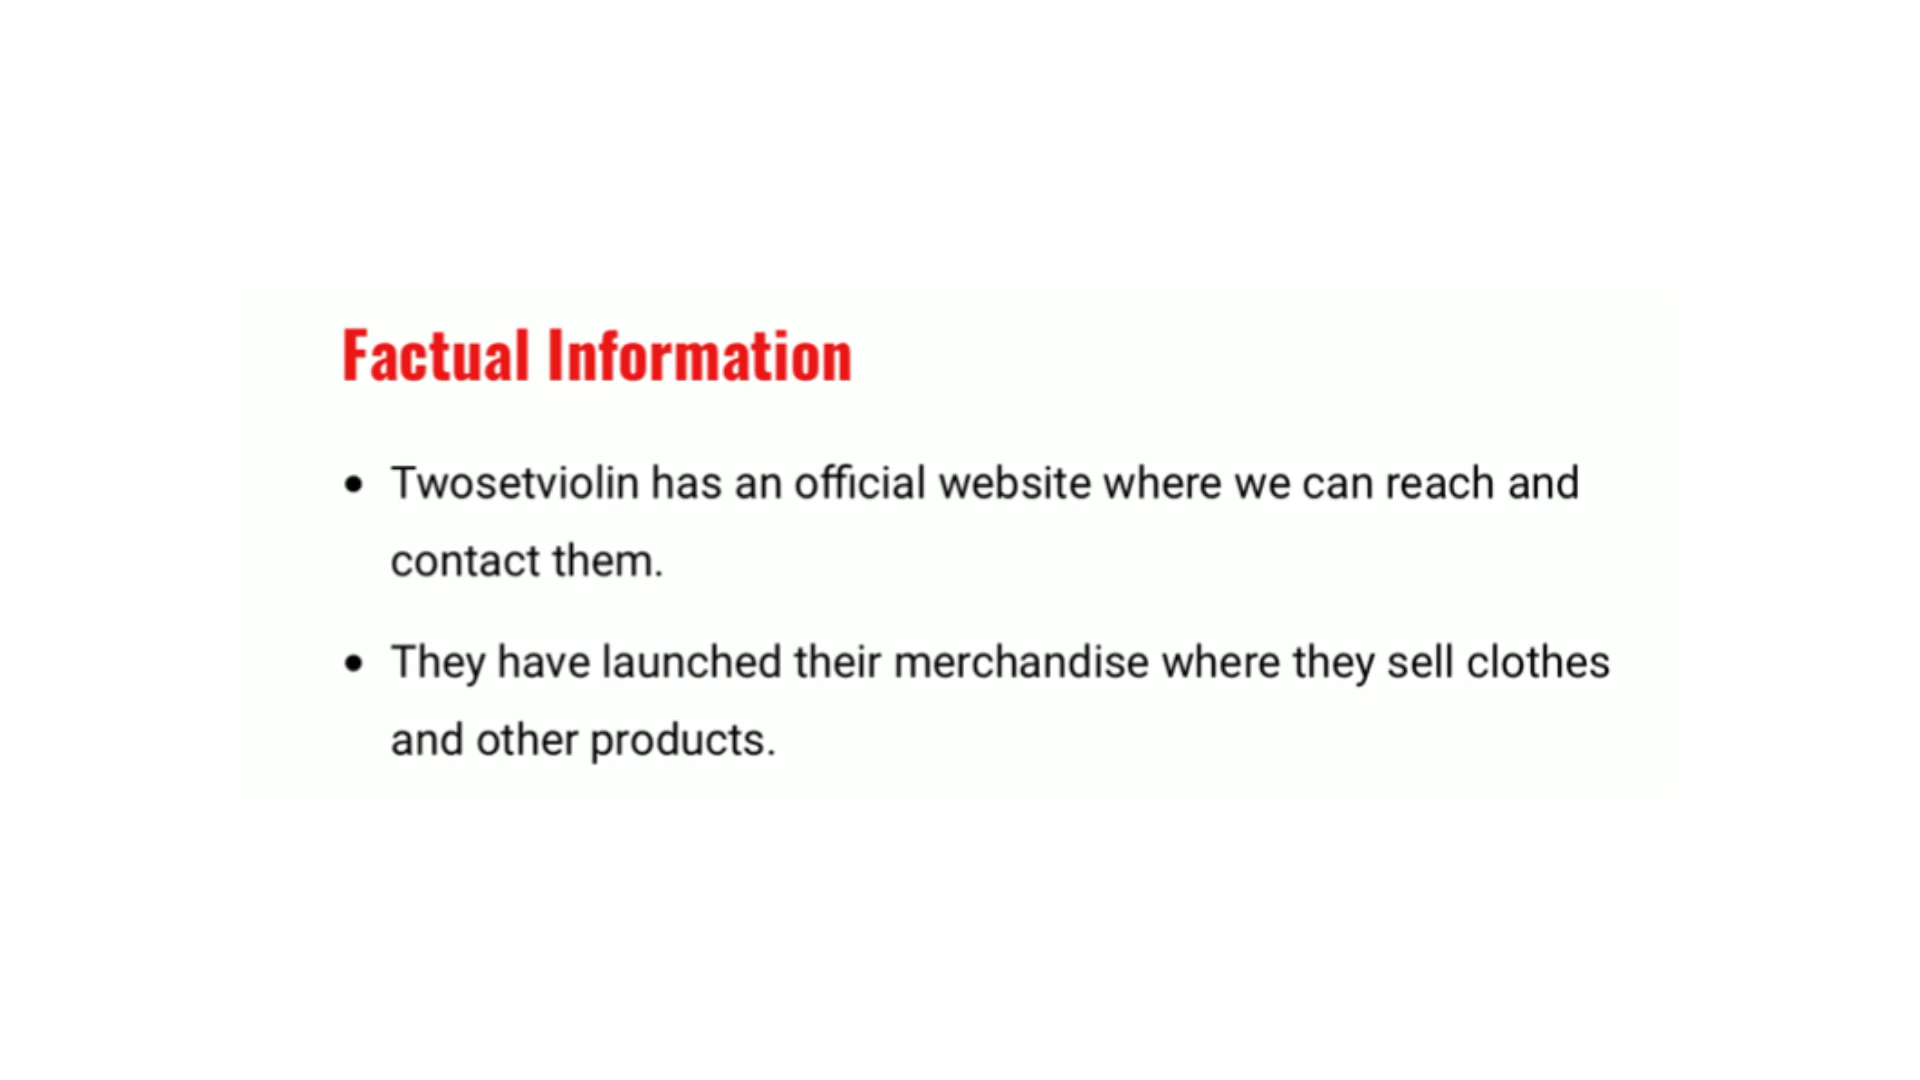 Factual Information
• Twosetviolin has an official website where we can reach and
contact them.
• They have launched their merchandise where they sell clothes
and other products.